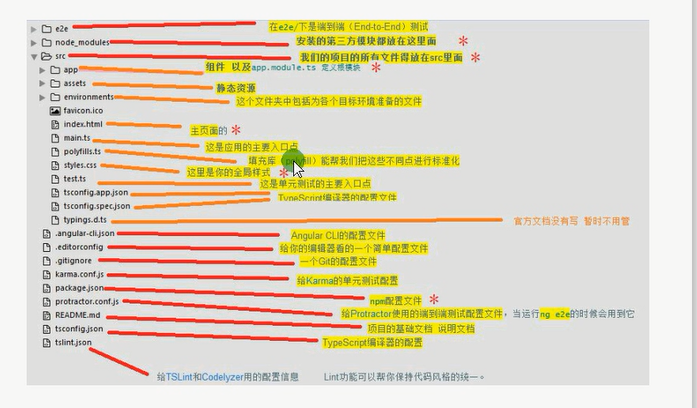 e2e 在e2e/下是端到端（End-to-End）测试
node_modules 安装的第三方模块都放在这里面 *
src 我们的项目的所有文件得放在src里面 *
app 组件 以及app.module.ts 定义根模块 *
assets 静态资源
environments 这个文件夹中包括为各个目标环境准备的文件
favicon.ico
index.html 主页面的 *
main.ts 这是应用的主要入口点
polyfills.ts 填充库（polyfill）能帮我们把这些不同点进行标准化
styles.css 这里是你的全局样式 *
test.ts 这是单元测试的主要入口点
tsconfig.app.json TypeScript编译器的配置文件
tsconfig.spec.json
typings.d.ts 官方文档没有写 暂时不用管
.angular-cli.json Angular CLI的配置文件
.editorconfig 给你的编辑器看的一个简单配置文件
.gitignore 一个Git的配置文件
karma.conf.js 给Karma的单元测试配置
package.json npm配置文件 *
protractor.conf.js 给Protractor使用的端到端测试配置文件，当运行ng e2e的时候会用到它
README.md 项目的基础文档 说明文档
tsconfig.json TypeScript编译器的配置
tslint.json
给TSLint和Codelyzer用的配置信息 Lint功能可以帮你保持代码风格的统一。